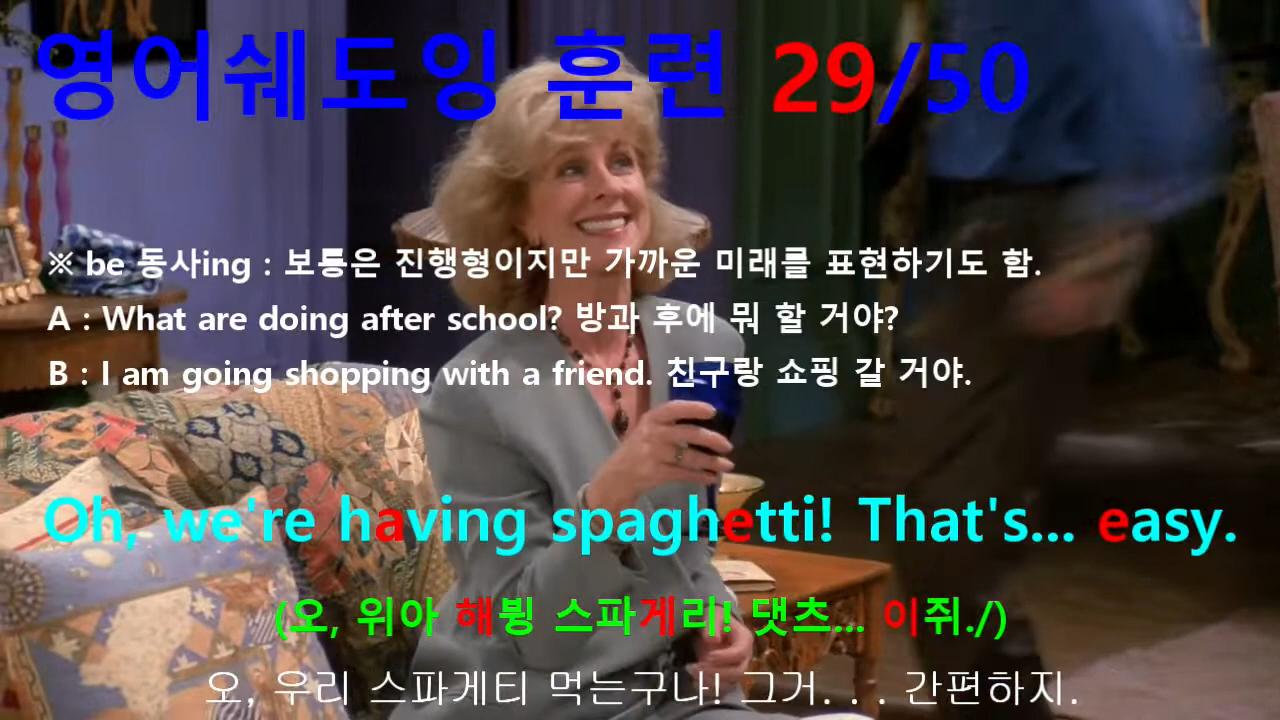 영어쉐도잉 훈련 29/50
※ be 동사ing : 보통은 진행형이지만 가까운 미래를 표현하기도 함.
A : What are doing after school? 방과 후에 뭐 할 거야?
B : I am going shopping with a friend. 친구랑 쇼핑 갈 거야.
Oh, we're having spaghetti! That's... easy.
(오, 위아 해뷩 스파게리! 댓츠... 이쥐./)
오, 우리 스파게티 먹는구나! 그거. . . 간편하지.